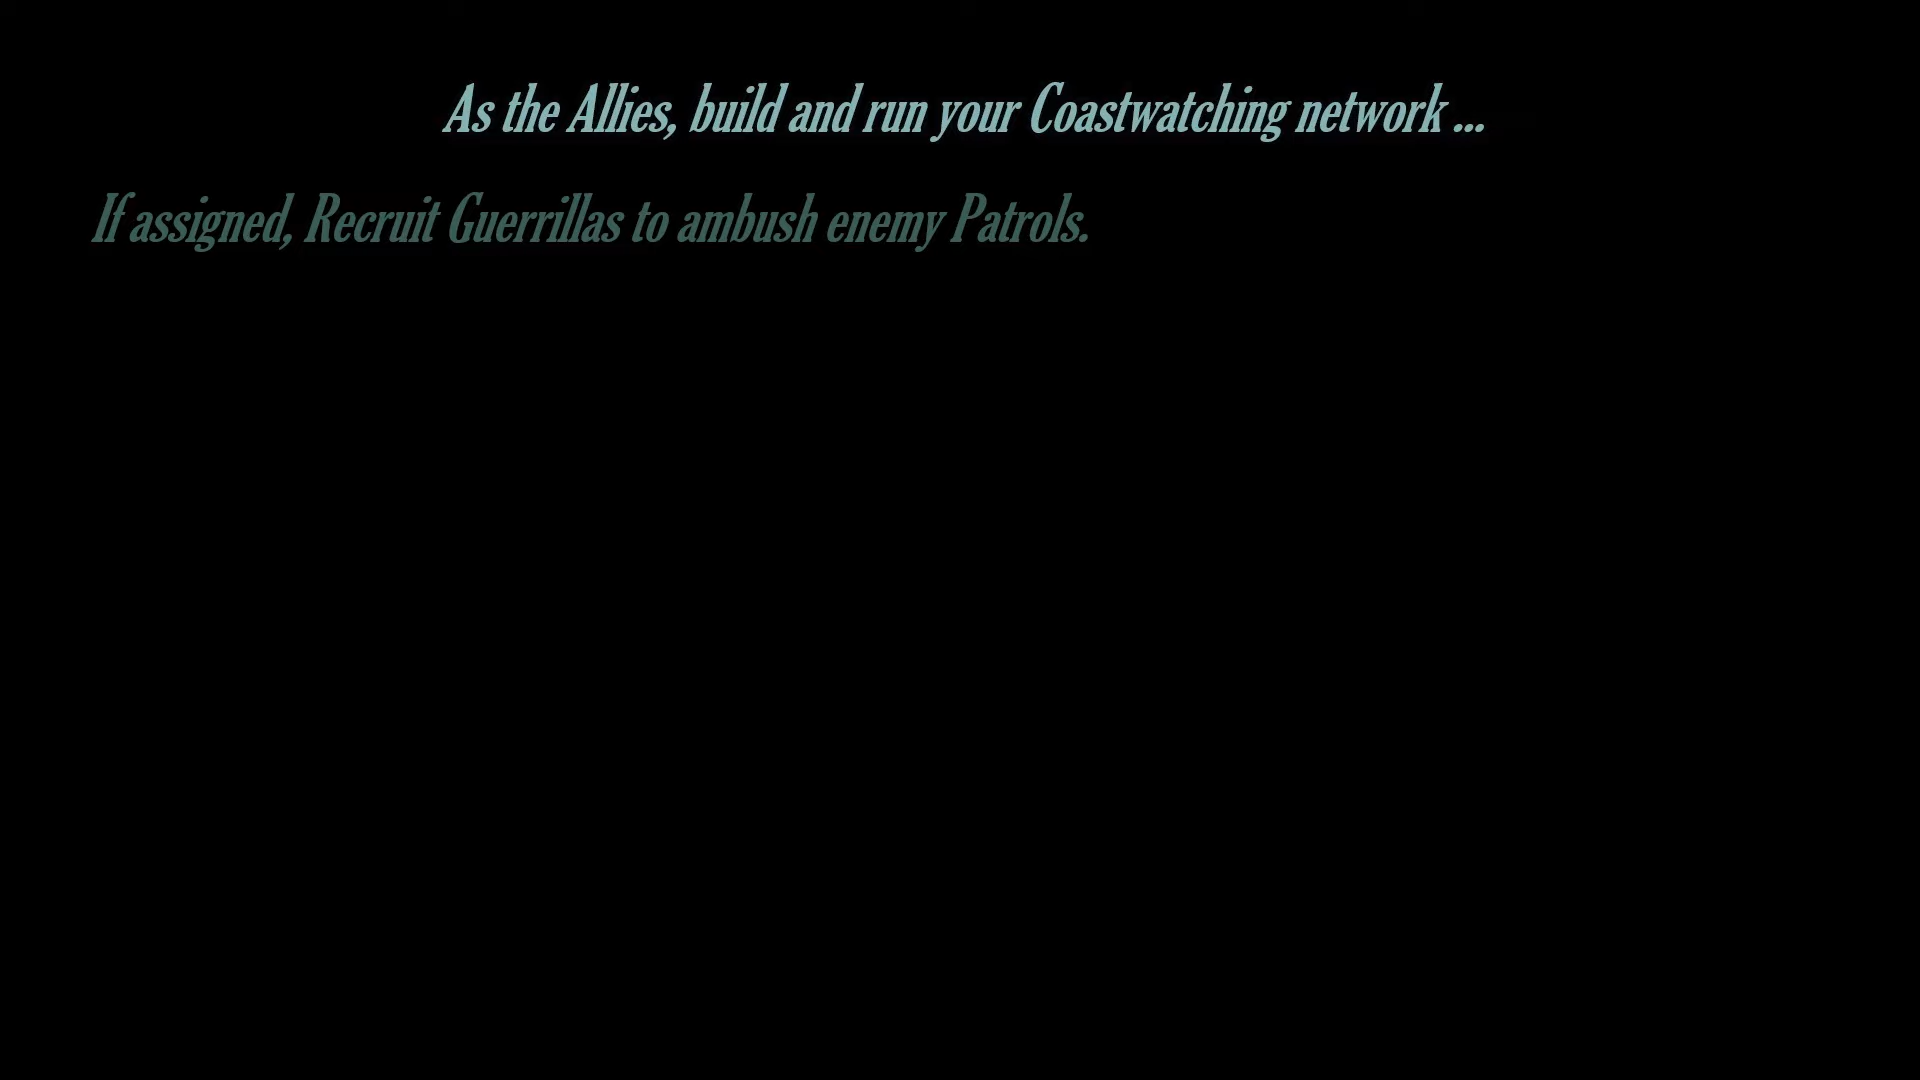 As the Allies, build and run your Coastwatching network ...
If assigned, Recruit Guerrillas to ambush enemy Patrols.